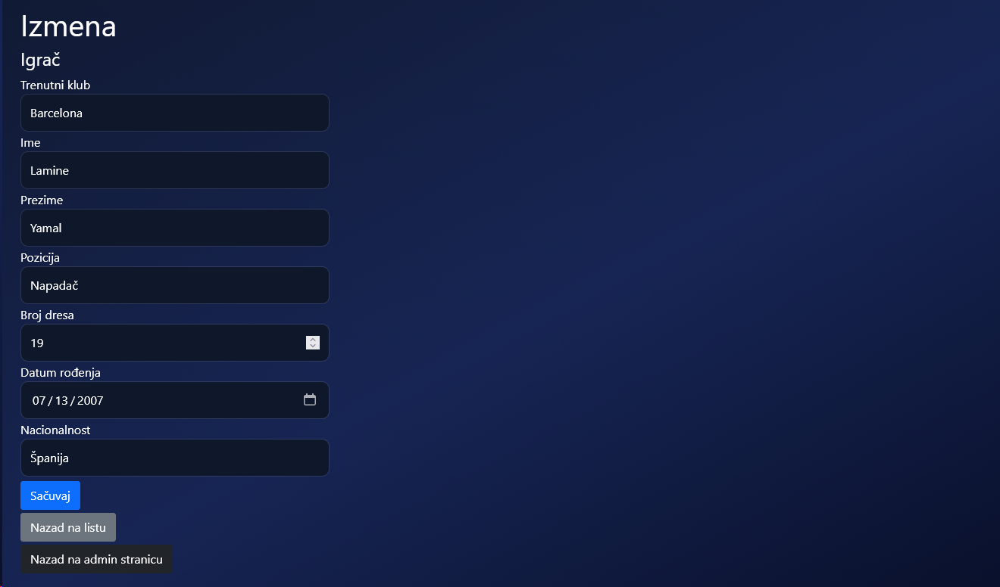 Izmena
Igrač
Trenutni klub
Barcelona
Ime
Lamine
Prezime
Yamal
Pozicija
Napadač
Broj dresa
19
Datum rođenja
07/13/2007
Nacionalnost
Španija
Sačuvaj
Nazad na listu
Nazad na admin stranicu